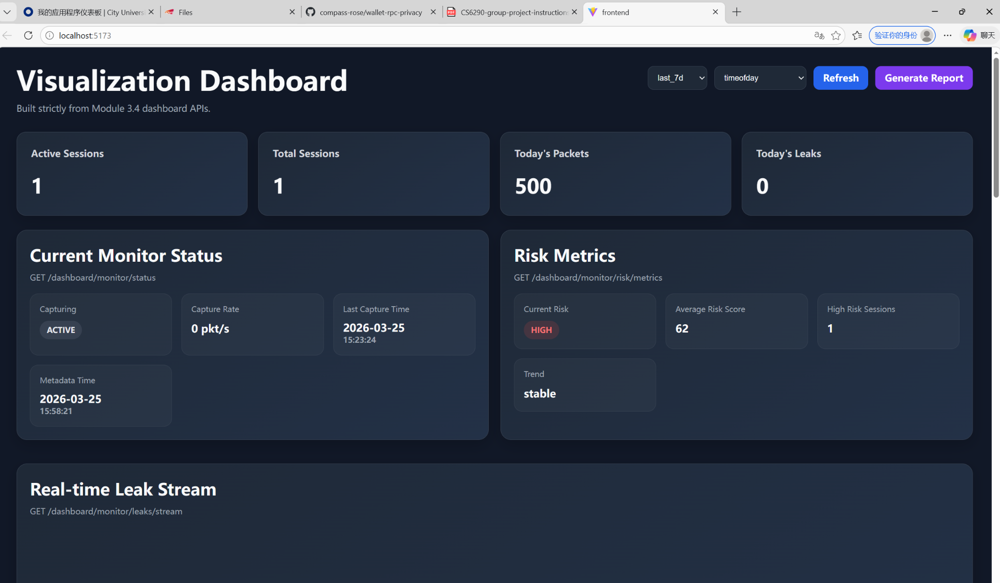 我的应用程序仪表板 | City Universi
Files
compass-rose/wallet-rpc-privacy
CS6290-group-project-instructions
frontend
localhost:5173
验证你的身份
聊天
Visualization Dashboard
last_7d
timeofday
Refresh
Generate Report
Built strictly from Module 3.4 dashboard APIs.
Active Sessions
1
Total Sessions
1
Today's Packets
500
Today's Leaks
0
Current Monitor Status
GET /dashboard/monitor/status
Capturing
ACTIVE
Capture Rate
0 pkt/s
Last Capture Time
2026-03-25
15:23:24
Metadata Time
2026-03-25
15:58:21
Risk Metrics
GET /dashboard/monitor/risk/metrics
Current Risk
HIGH
Average Risk Score
62
High Risk Sessions
1
Trend
stable
Real-time Leak Stream
GET /dashboard/monitor/leaks/stream